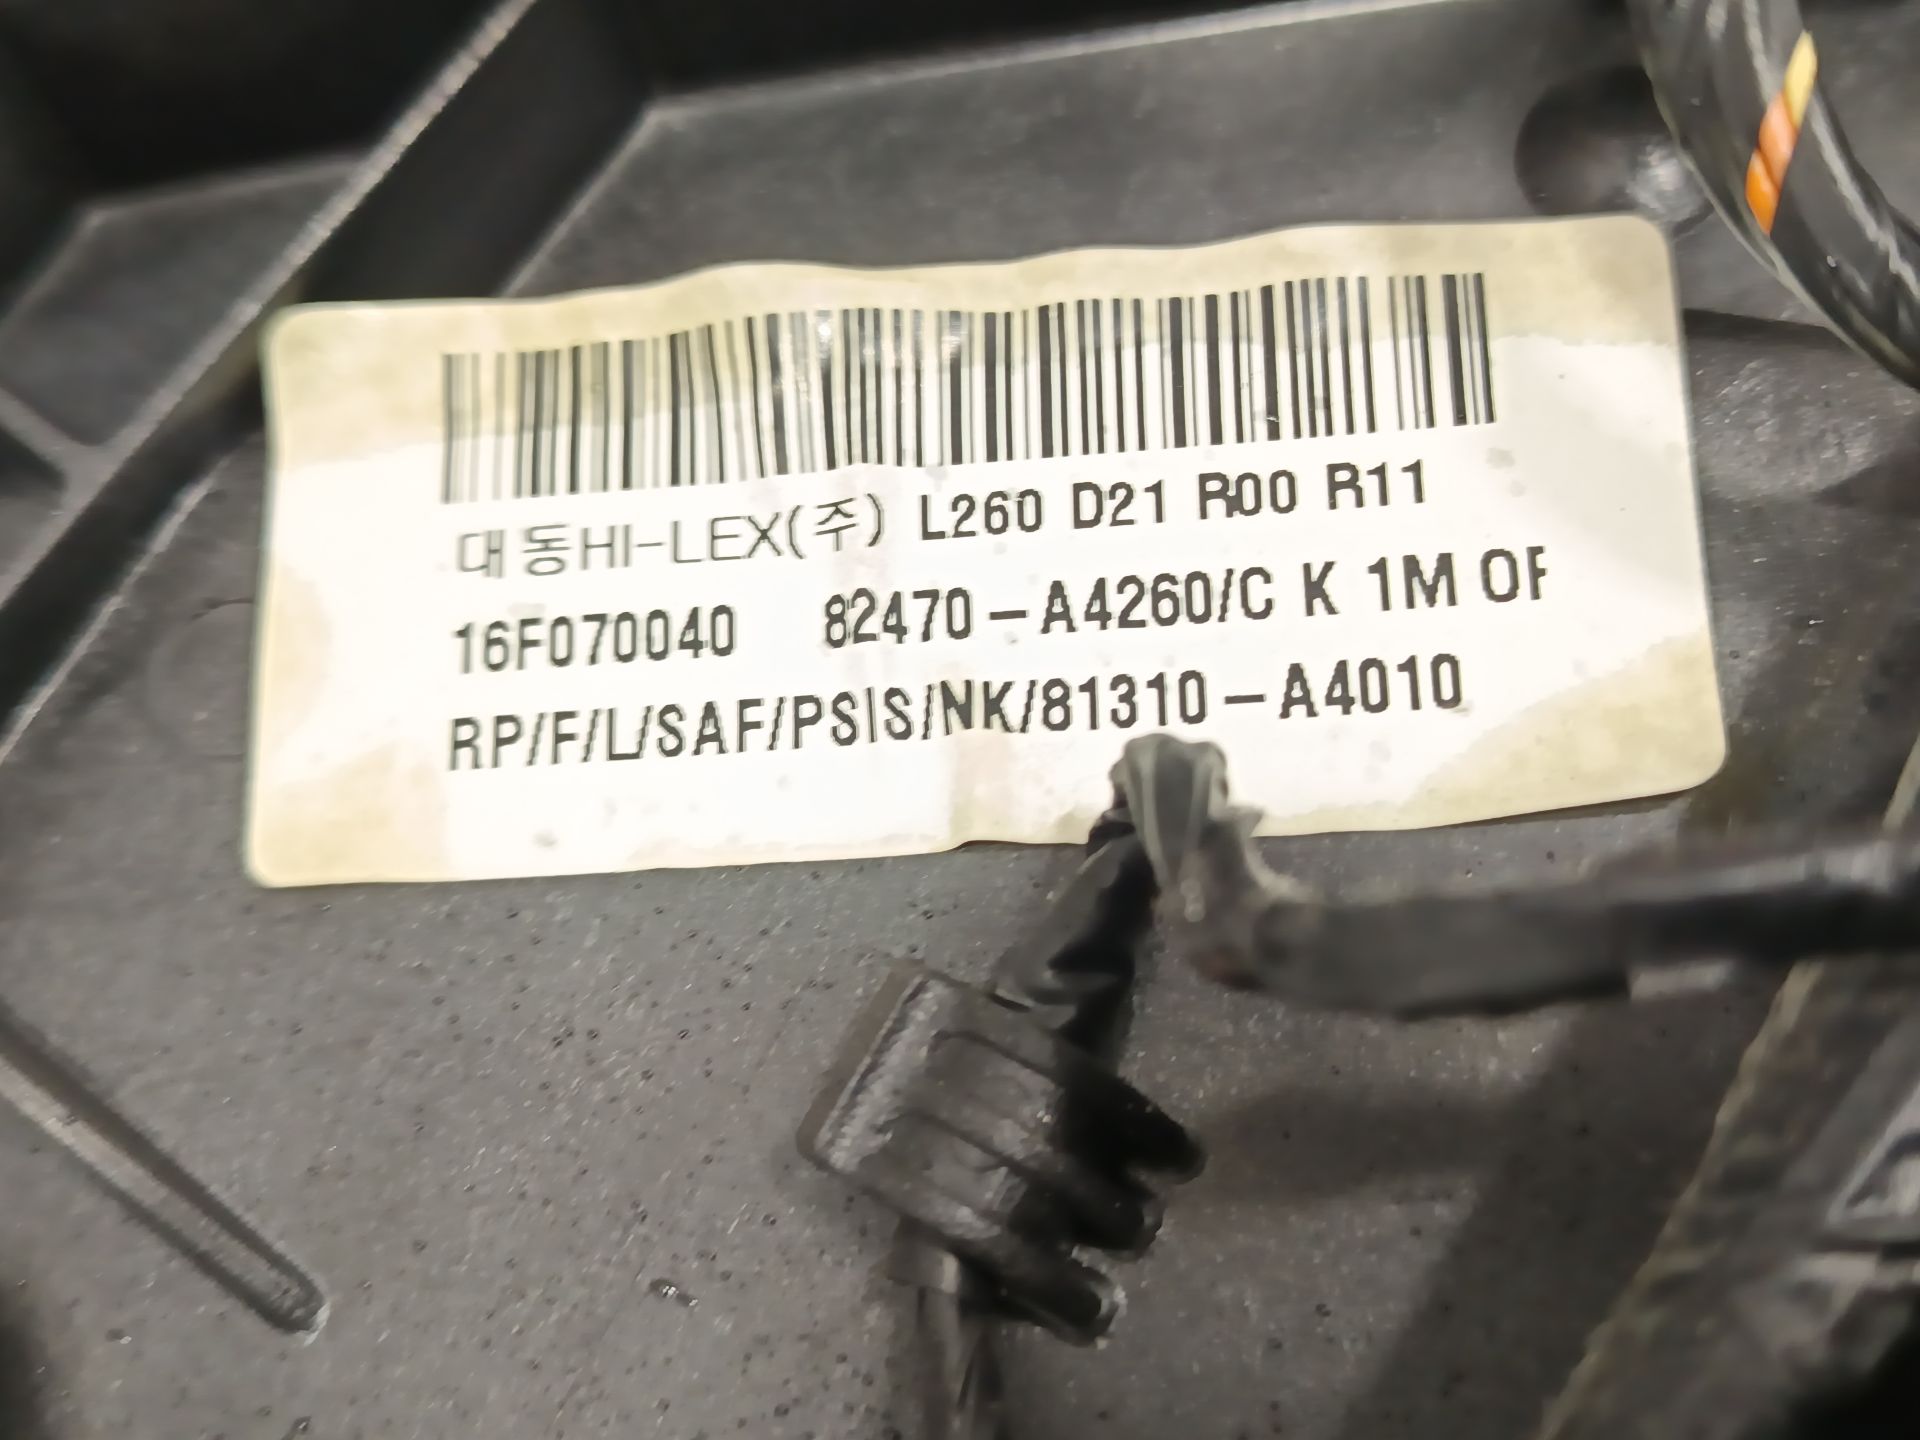 대동HI-LEX(주) L260 D21 R00 R11
16F070040 82470-A4260/C K 1M OF
RP/F/L/SAF/PSIS/NK/81310-A4010